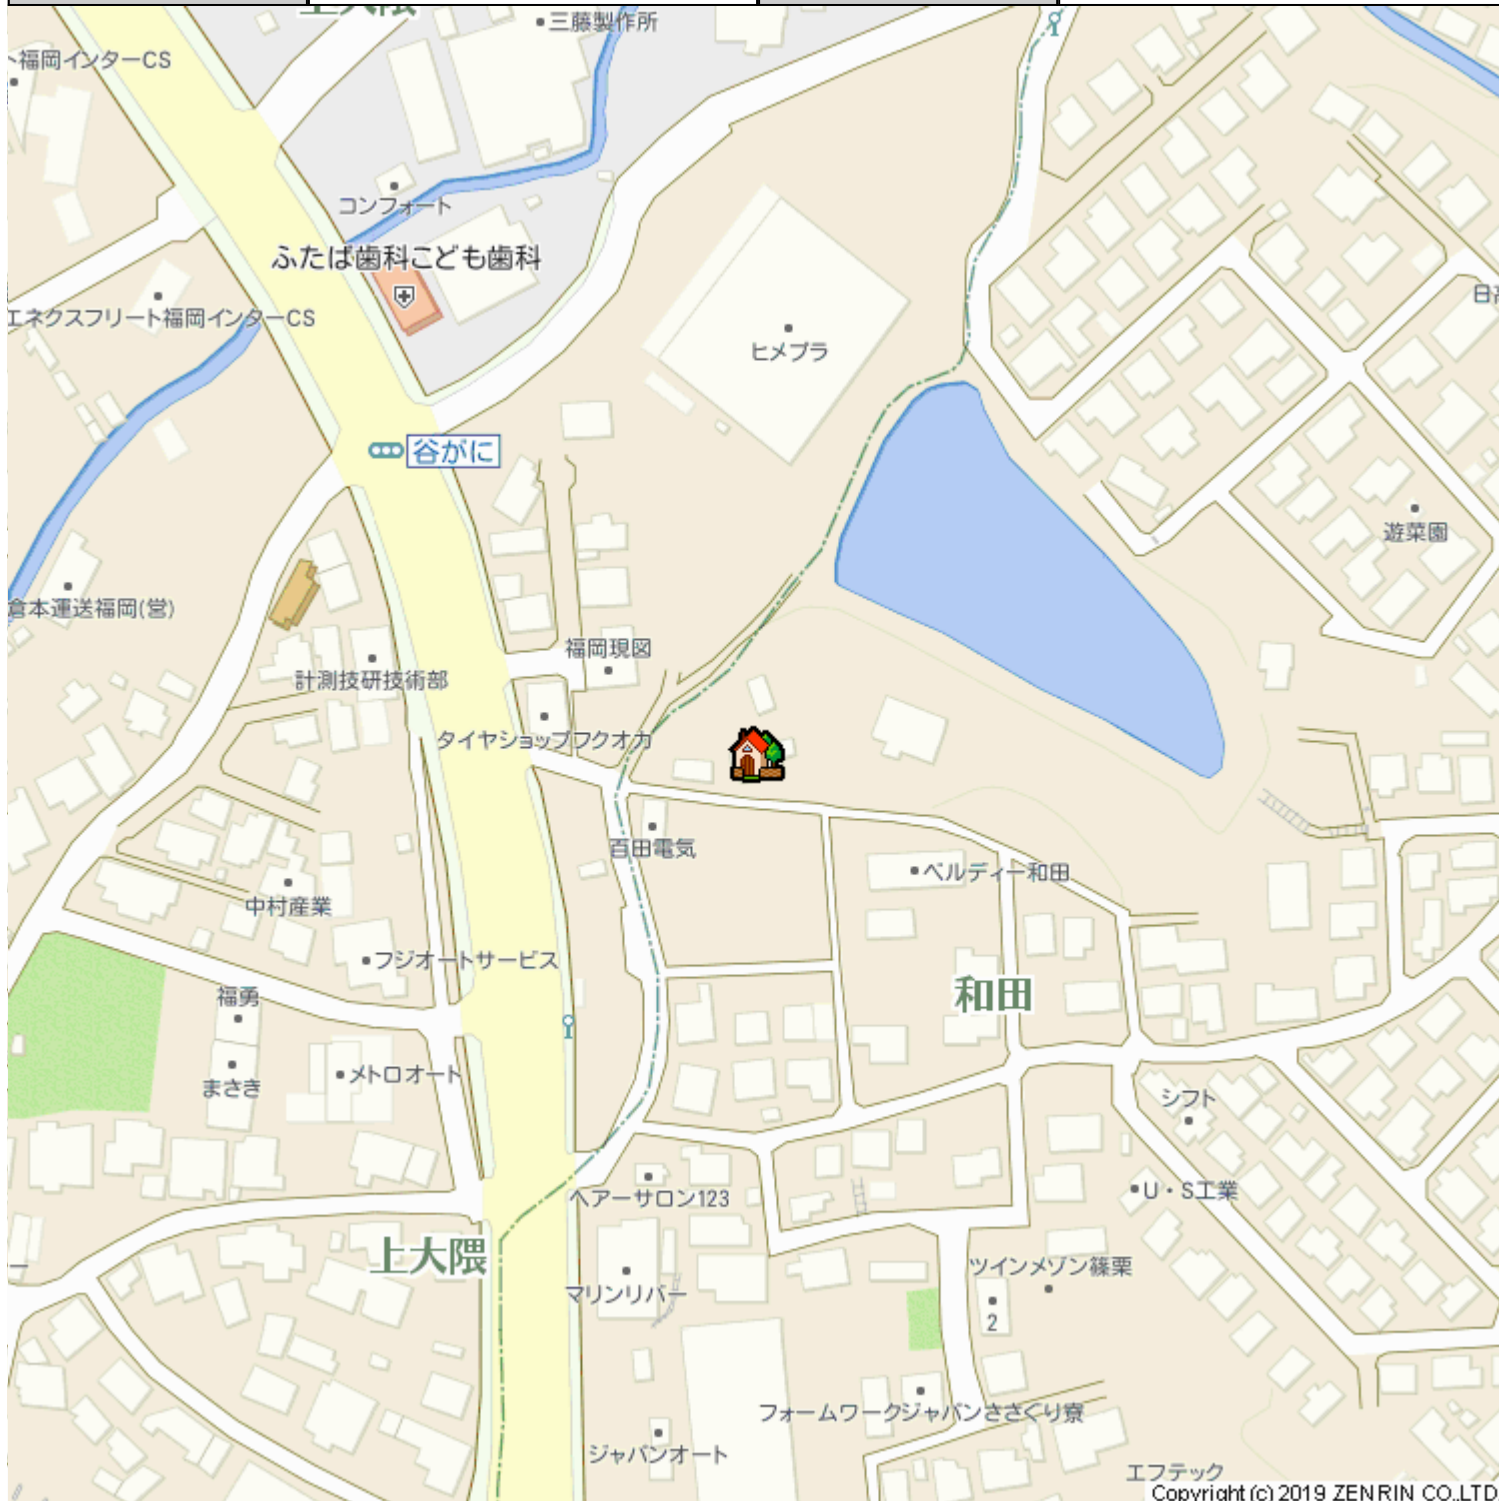 三藤製作所
福岡インターCS
コンフォート
ふたば歯科こども歯科
エネクスフリート福岡インターCS
ヒメプラ
谷がに
遊菜園
倉本運送福岡(営)
福岡現図
計測技研技術部
タイヤショップフクオカ
百田電気
ベルディー和田
中村産業
フジオートサービス
和田
福勇
まさき
メトロオート
シフト
U・S工業
ヘアーサロン123
上大隈
ツインメゾン篠栗
マリンリバー
2
フォームワークジャパンささぐり寮
ジャパンオート
エフテック
Copyright (c) 2019 ZENRIN CO.,LTD